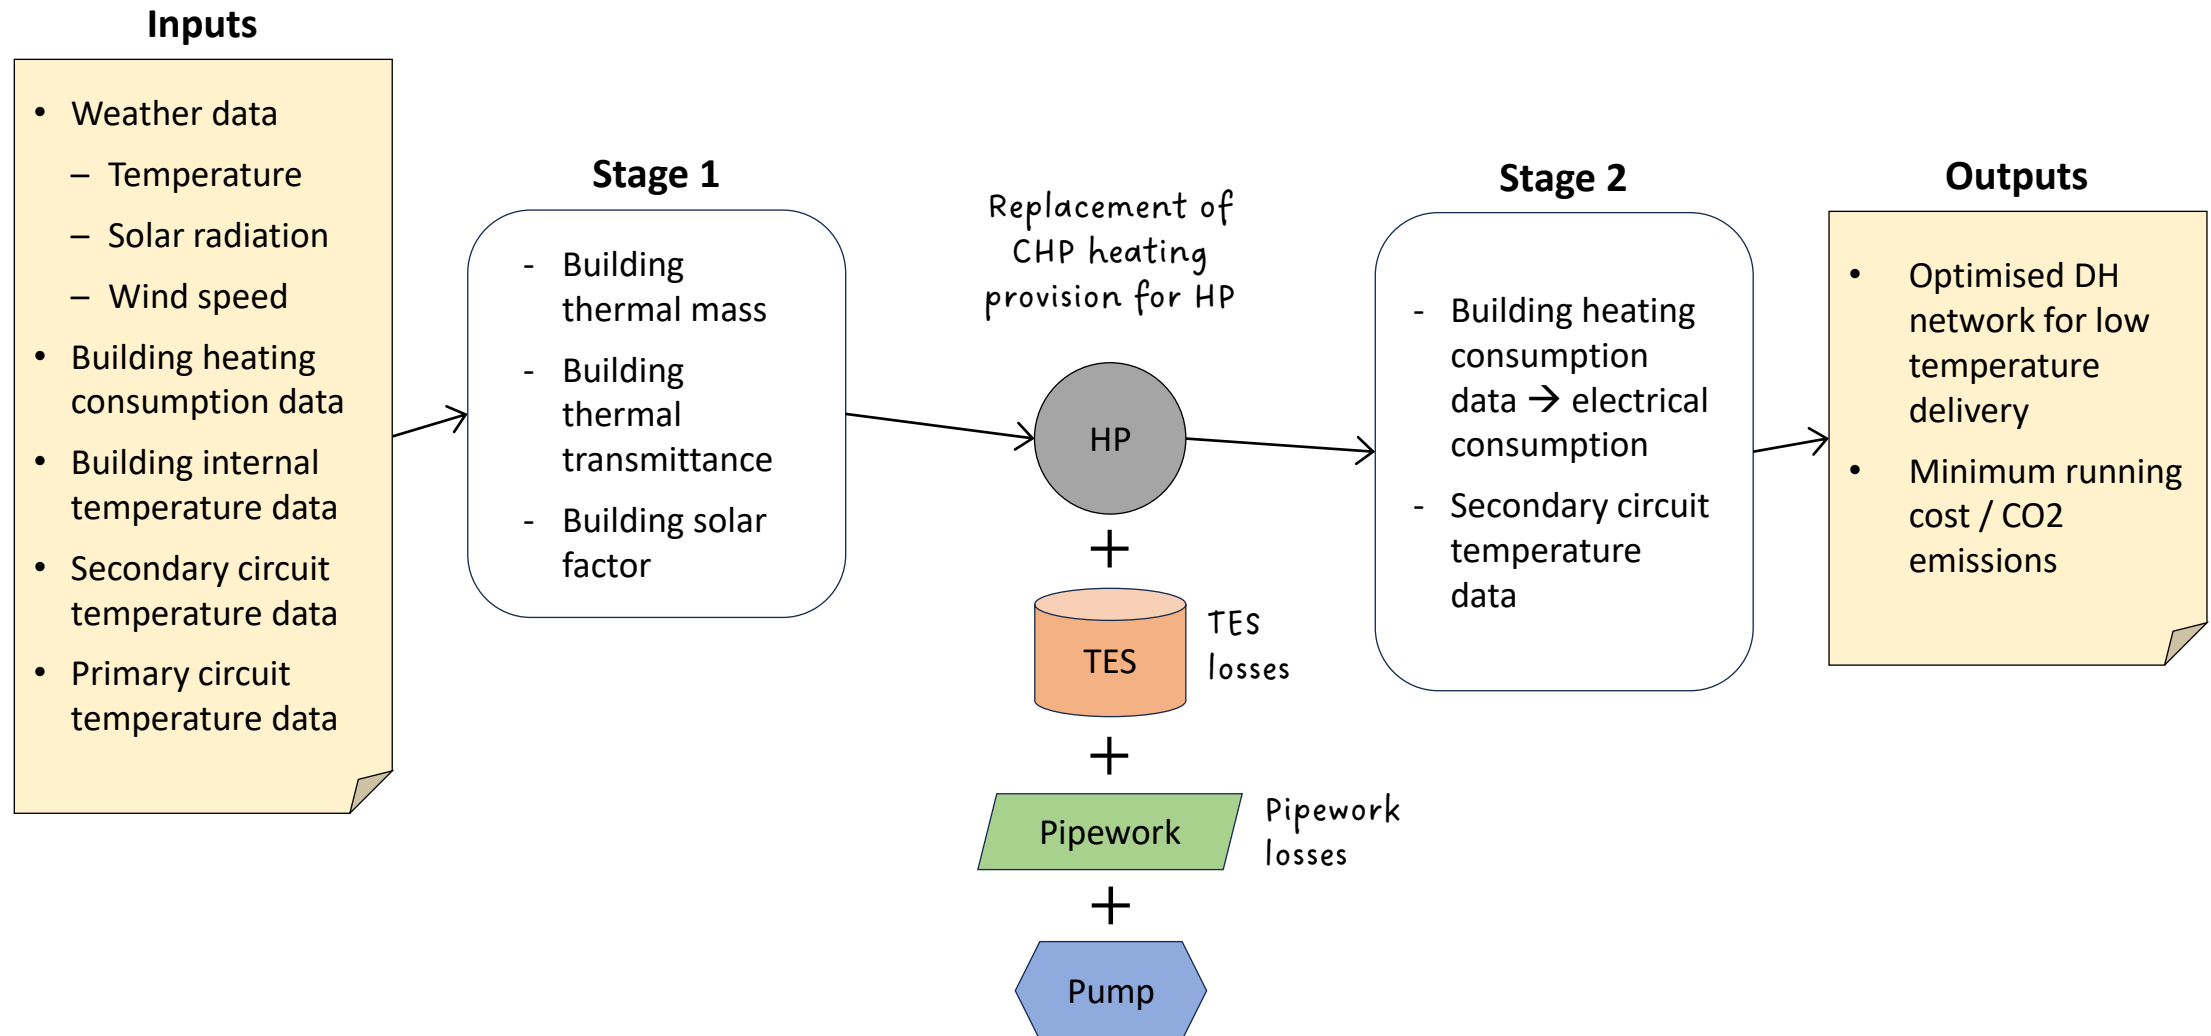 Inputs
• Weather data
– Temperature
– Solar radiation
– Wind speed
• Building heating
consumption data
• Building internal
temperature data
• Secondary circuit
temperature data
• Primary circuit
temperature data
Stage 1
- Building
thermal mass
- Building
thermal
transmittance
- Building solar
factor
Replacement of
CHP heating
provision for HP
HP
+
TES
TES
losses
+
Pipework
Pipework
losses
+
Pump
Stage 2
- Building heating
consumption
data → electrical
consumption
- Secondary circuit
temperature
data
Outputs
• Optimised DH
network for low
temperature
delivery
• Minimum running
cost / CO2
emissions